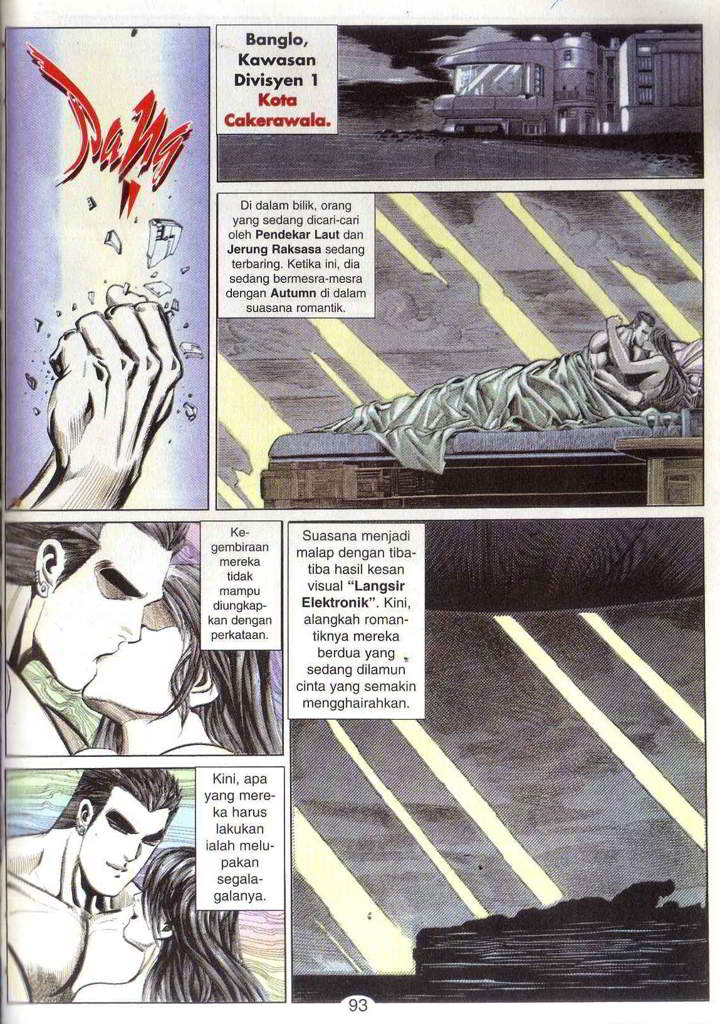 Pang
Banglo,
Kawasan
Divisyen 1
Kota
Cakerawala.
Di dalam bilik, orang
yang sedang dicari-cari
oleh Pendekar Laut dan
Jerung Raksasa sedang
terbaring. Ketika ini, dia
sedang bermesra-mesra
dengan Autumn di dalam
suasana romantik.
Ke-
gembiraan
mereka
tidak
mampu
diungkap-
kan dengan
perkataan.
Suasana menjadi
malap dengan tiba-
tiba hasil kesan
visual “Langsir
Elektronik”. Kini,
alangkah roman-
tiknya mereka
berdua yang
sedang dilamun
cinta yang semakin
mengghairahkan.
Kini, apa
yang mere-
ka harus
lakukan
ialah melu-
pakan
segala-
galanya.
93